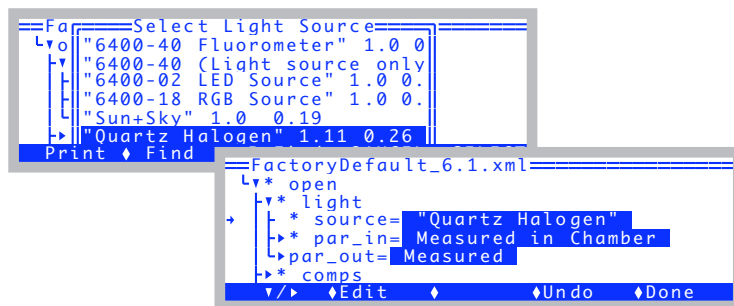 Fa Select Light Source
o "6400-40 Fluorometer" 1.0 0
"6400-40 (Light source only
"6400-02 LED Source" 1.0 0.
"6400-18 RGB Source" 1.0 0.
"Sun+Sky" 1.0 0.19
"Quartz Halogen" 1.11 0.26
Print ♦ Find
FactoryDefault_6.1.xml
* open
* light
* source= "Quartz Halogen"
* par_in= Measured in Chamber
par_out= Measured
* comps
▾/▸ ♦Edit ♦ ♦Undo ♦Done